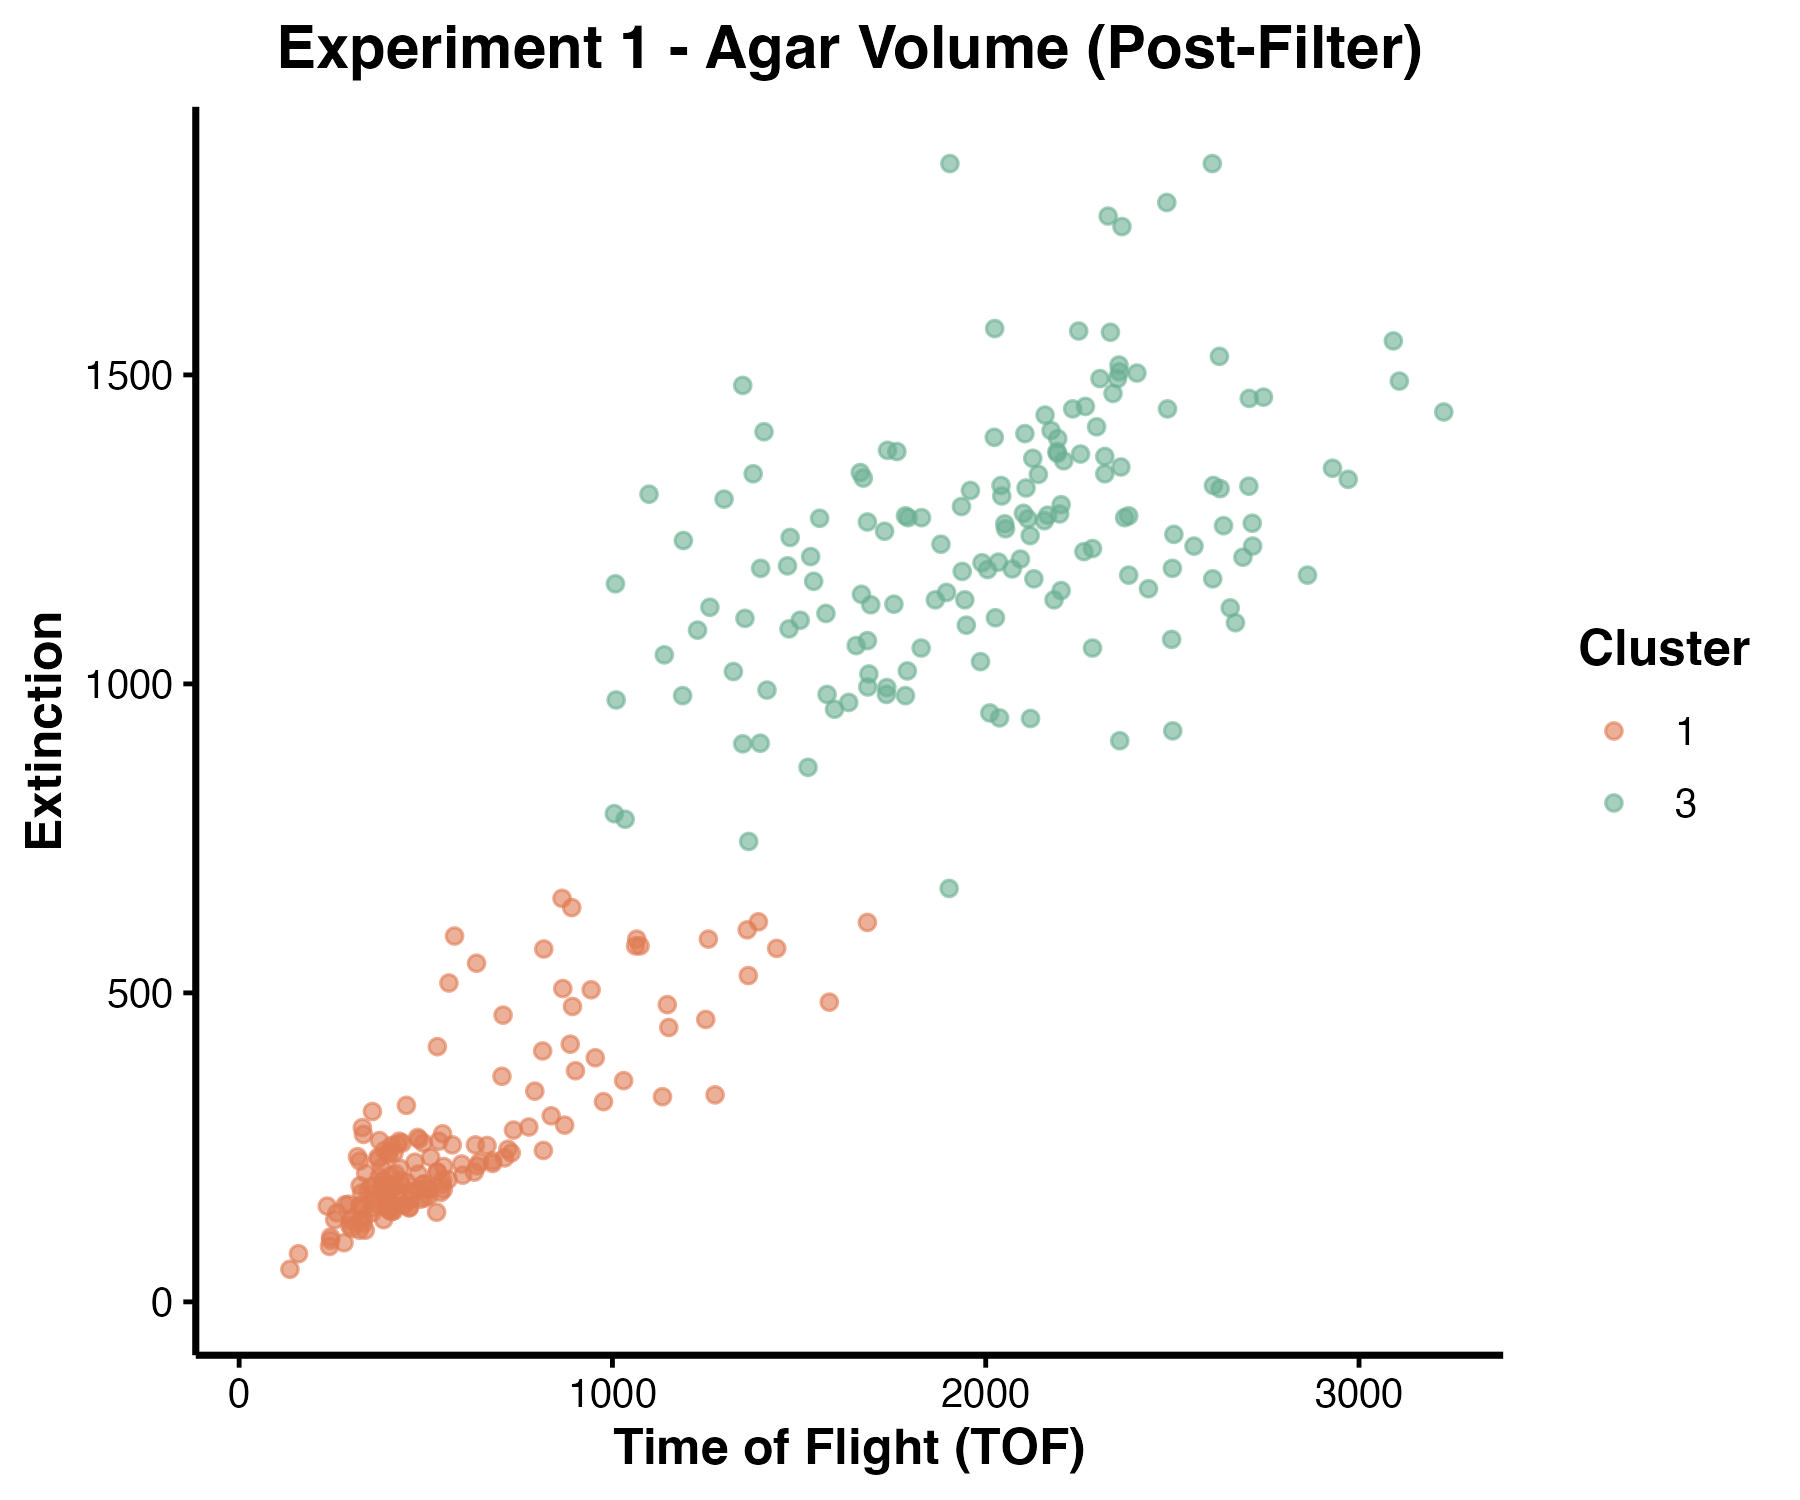 Experiment 1 - Agar Volume (Post-Filter)
Extinction
1500
1000
500
0
0 1000 2000 3000
Time of Flight (TOF)
Cluster
1
3